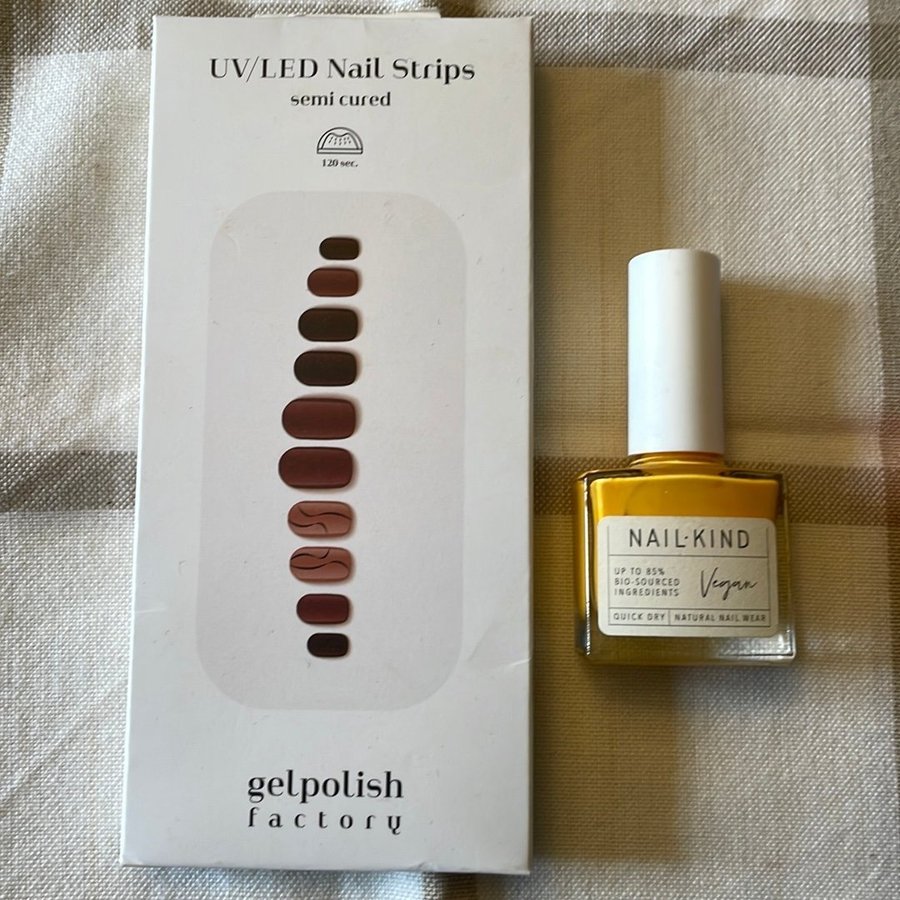 UV/LED Nail Strips
semi cured
120 sec.
gelpolish
factory
NAIL·KIND
UP TO 85%
BIO-SOURCED
INGREDIENTS
Vegan
QUICK DRY NATURAL NAIL WEAR